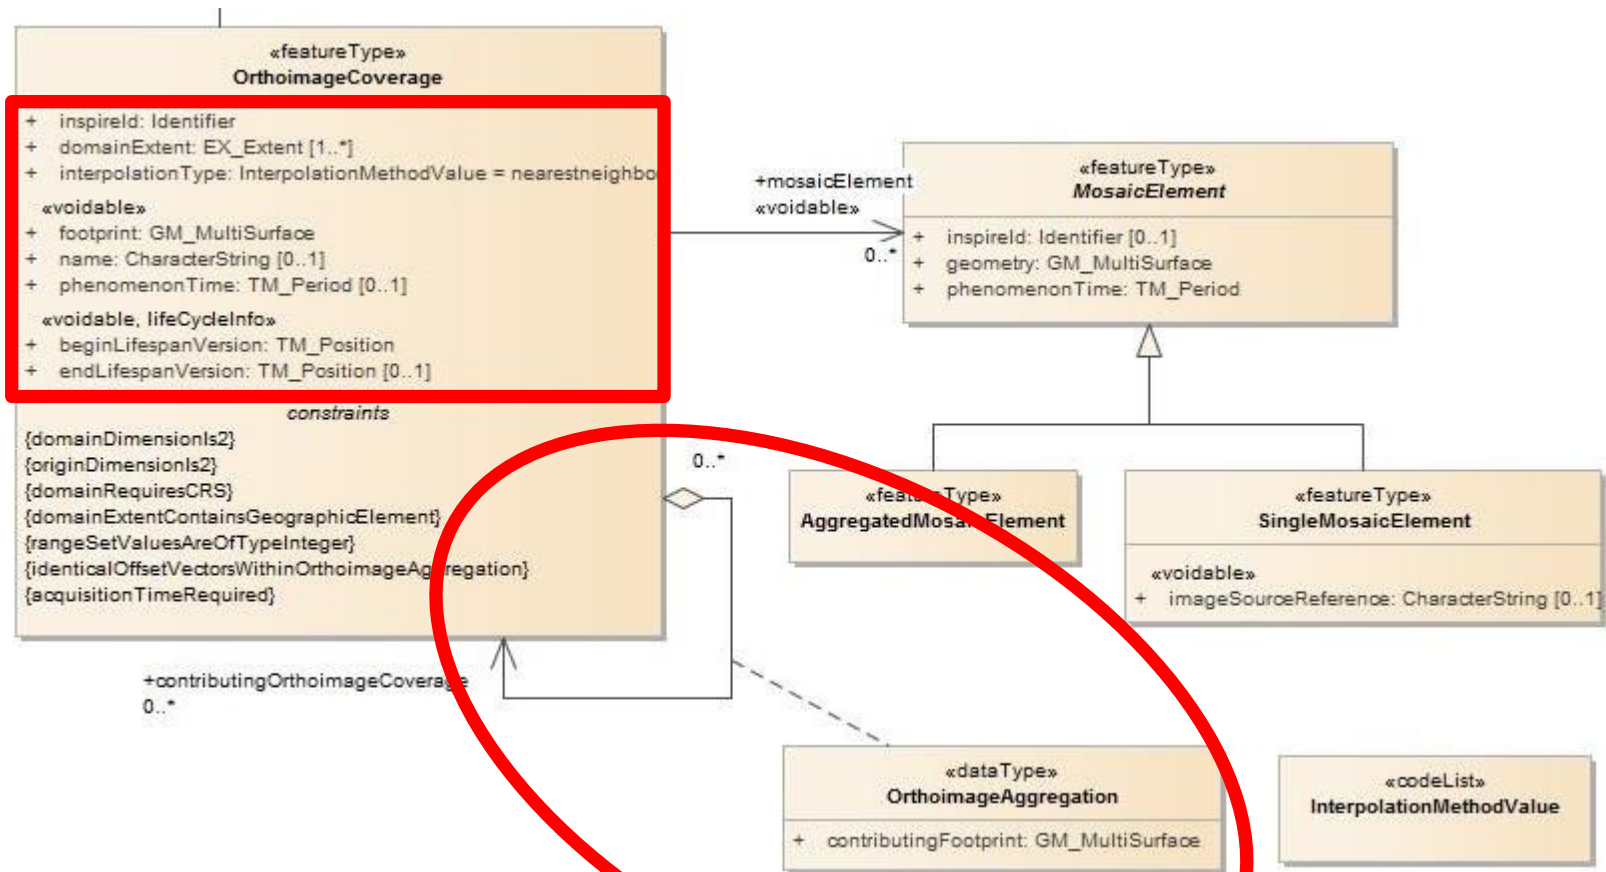 «featureType»
OrthoimageCoverage
+ inspireId: Identifier
+ domainExtent: EX_Extent [1..*]
+ interpolationType: InterpolationMethodValue = nearestneighbo
«voidable»
+ footprint: GM_MultiSurface
+ name: CharacterString [0..1]
+ phenomenonTime: TM_Period [0..1]
«voidable, lifeCycleInfo»
+ beginLifespanVersion: TM_Position
+ endLifespanVersion: TM_Position [0..1]
constraints
{domainDimensionIs2}
{originDimensionIs2}
{domainRequiresCRS}
{domainExtentContainsGeographicElement}
{rangeSetValuesAreOfTypeInteger}
{identicalOffsetVectorsWithinOrthoimageAggregation}
{acquisitionTimeRequired}
+mosaicElement
«voidable»
0..*
«featureType»
MosaicElement
+ inspireId: Identifier [0..1]
+ geometry: GM_MultiSurface
+ phenomenonTime: TM_Period
0..*
«featureType»
AggregatedMosaicElement
«featureType»
SingleMosaicElement
«voidable»
+ imageSourceReference: CharacterString [0..1]
+contributingOrthoimageCoverage
0..*
«dataType»
OrthoimageAggregation
+ contributingFootprint: GM_MultiSurface
«codeList»
InterpolationMethodValue